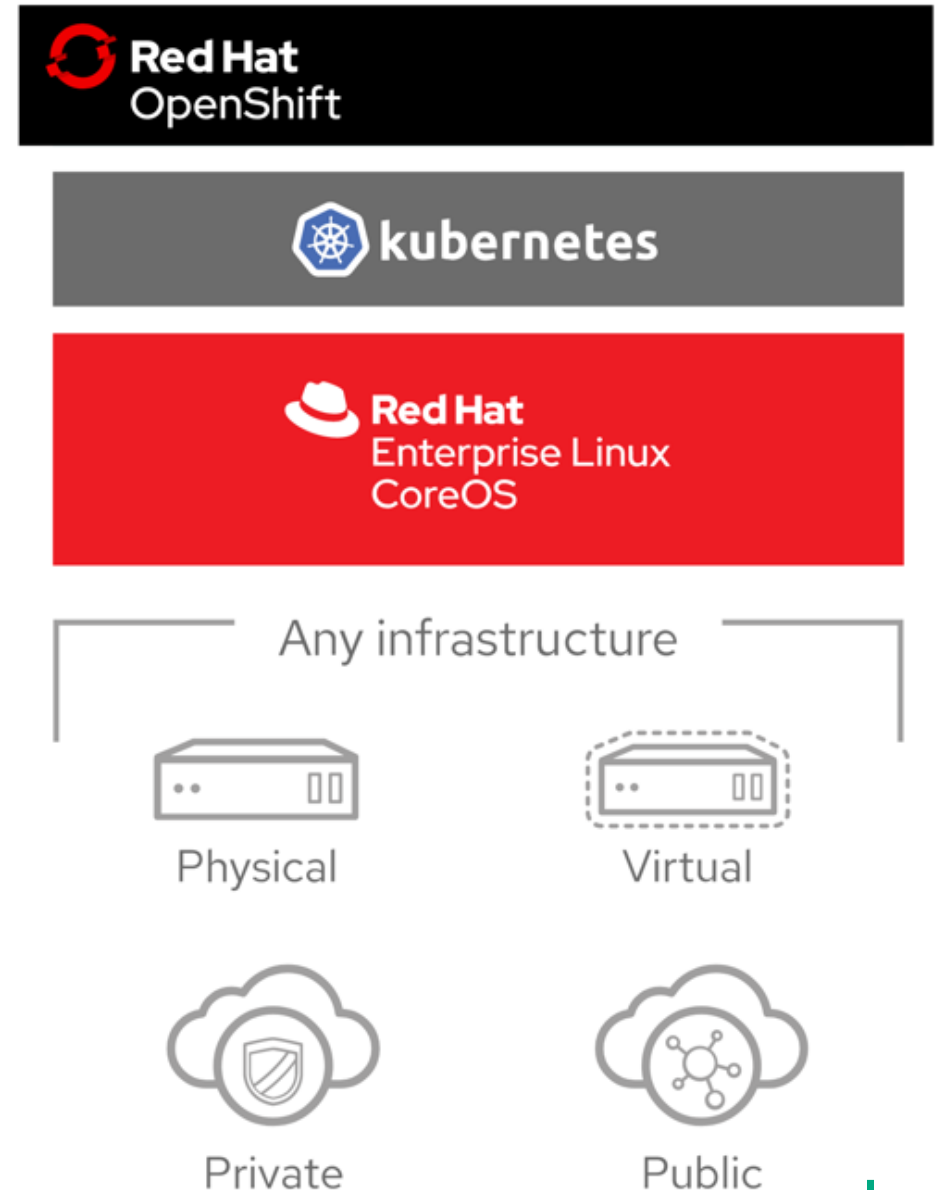 Red Hat
OpenShift
kubernetes
Red Hat
Enterprise Linux
CoreOS
Any infrastructure
Physical
Virtual
Private
Public